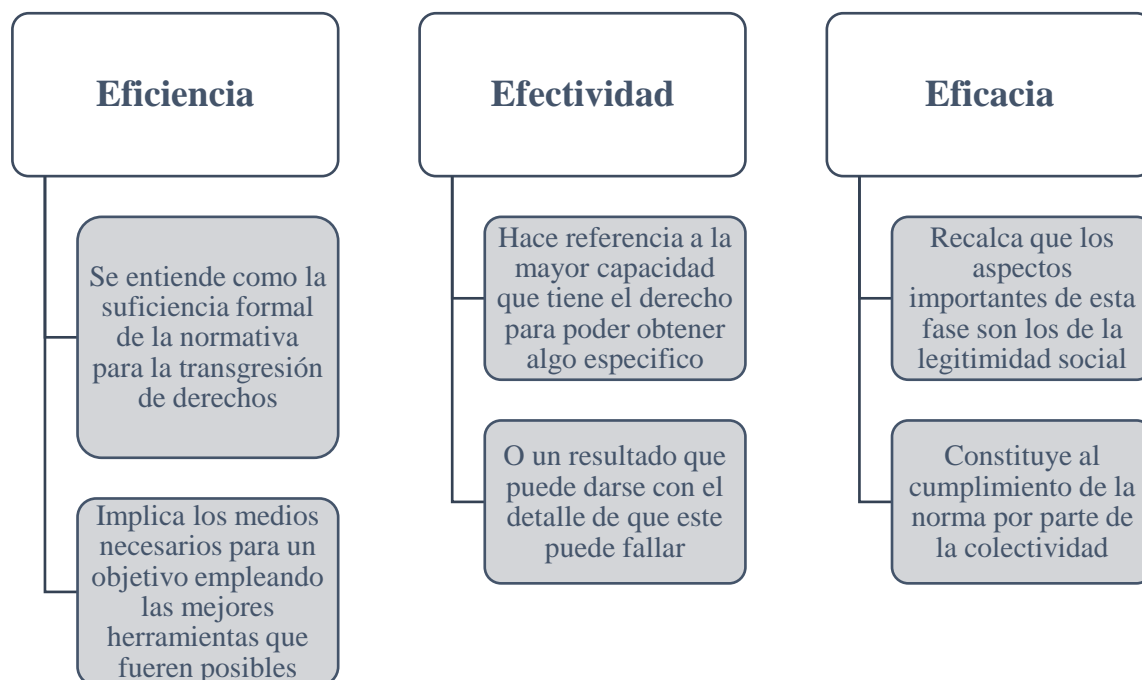 Eficiencia
Se entiende como la
suficiencia formal
de la normativa
para la transgresión
de derechos
Implica los medios
necesarios para un
objetivo empleando
las mejores
herramientas que
fueren posibles
Efectividad
Hace referencia a la
mayor capacidad
que tiene el derecho
para poder obtener
algo especifico
O un resultado que
puede darse con el
detalle de que este
puede fallar
Eficacia
Recalca que los
aspectos
importantes de esta
fase son los de la
legitimidad social
Constituye al
cumplimiento de la
norma por parte de
la colectividad